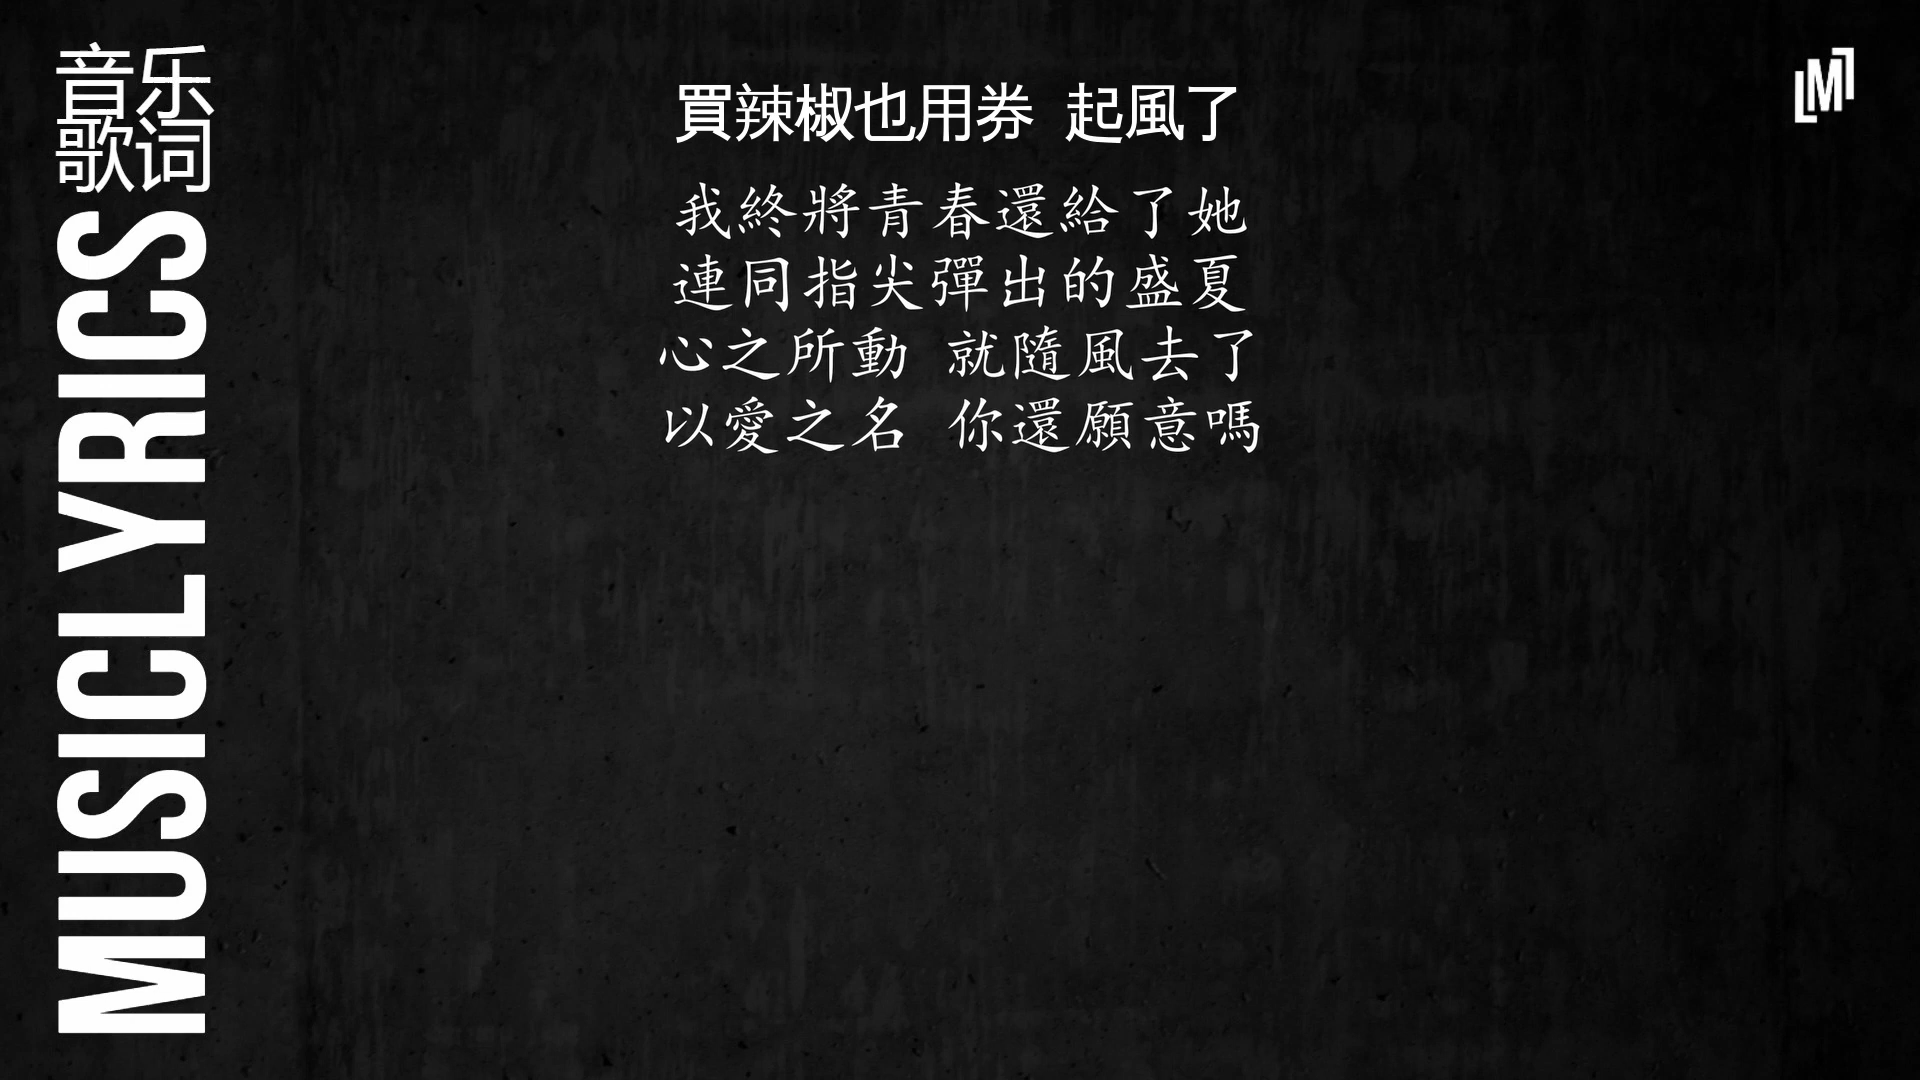 音乐
歌词
MUSICLYRICS
買辣椒也用券 起風了
我終將青春還給了她
連同指尖彈出的盛夏
心之所動 就隨風去了
以愛之名 你還願意嗎
LML